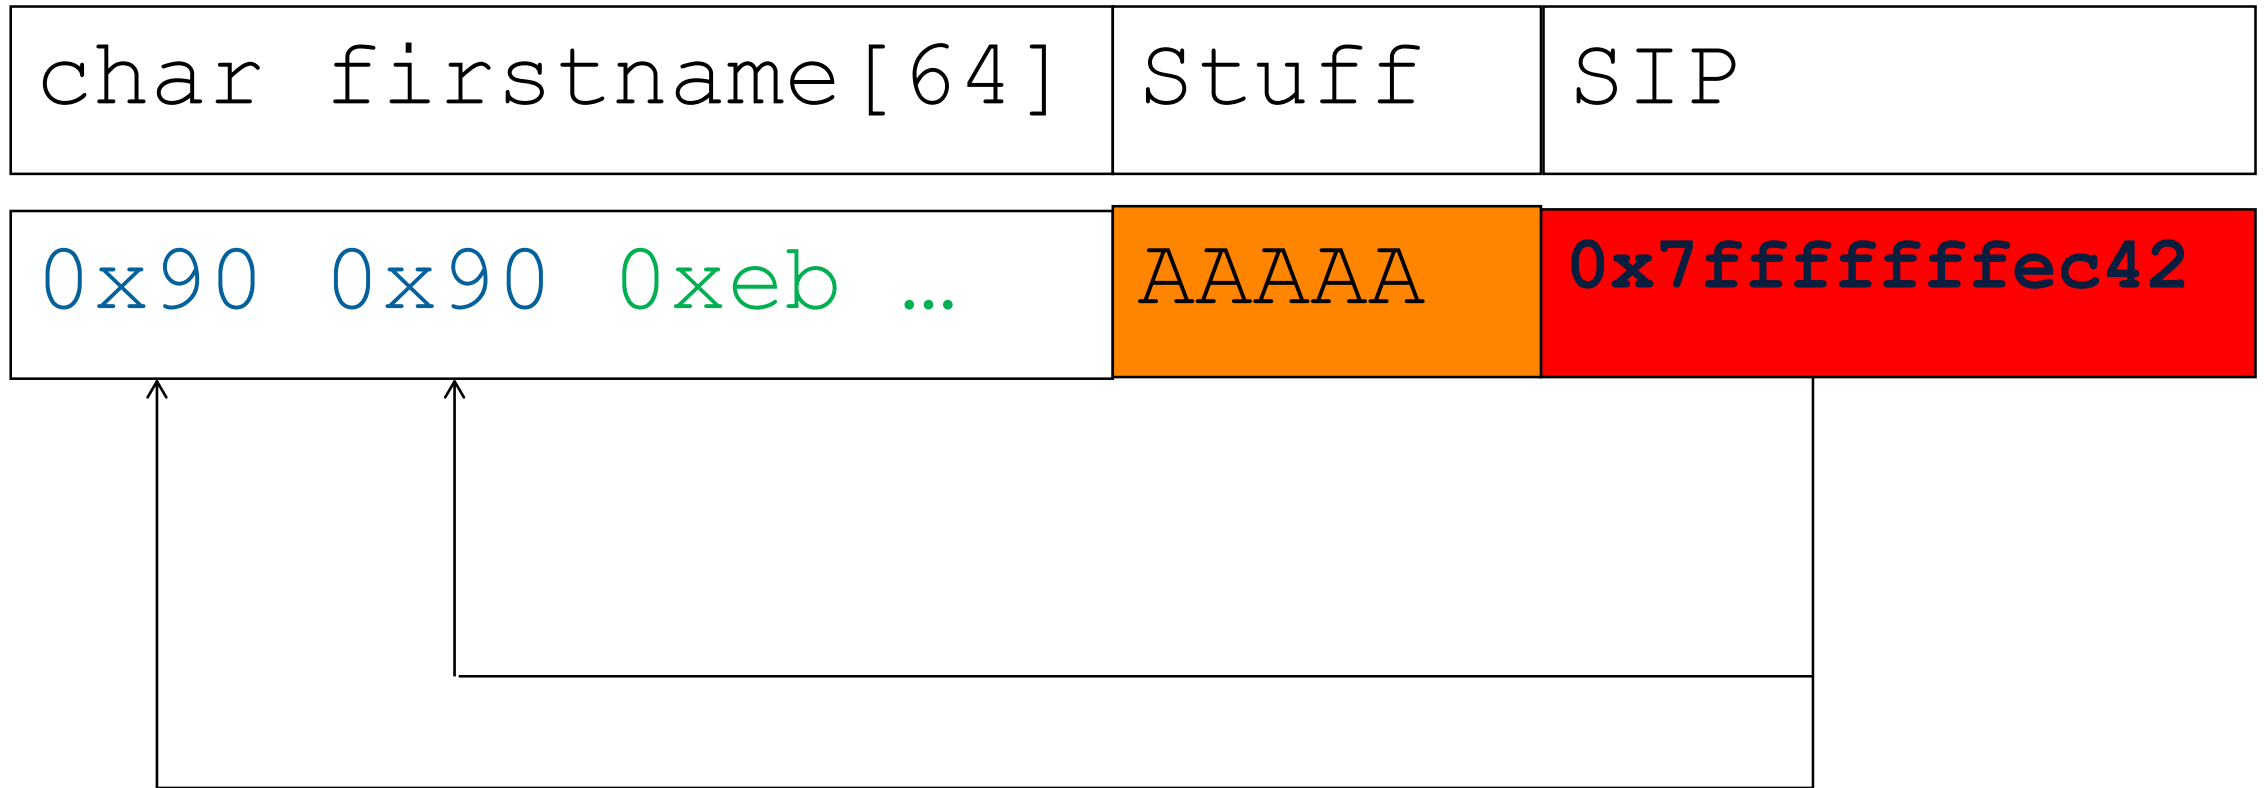 char firstname[64] Stuff SIP
0x90 0x90 0xeb … AAAAA 0x7fffffffec42